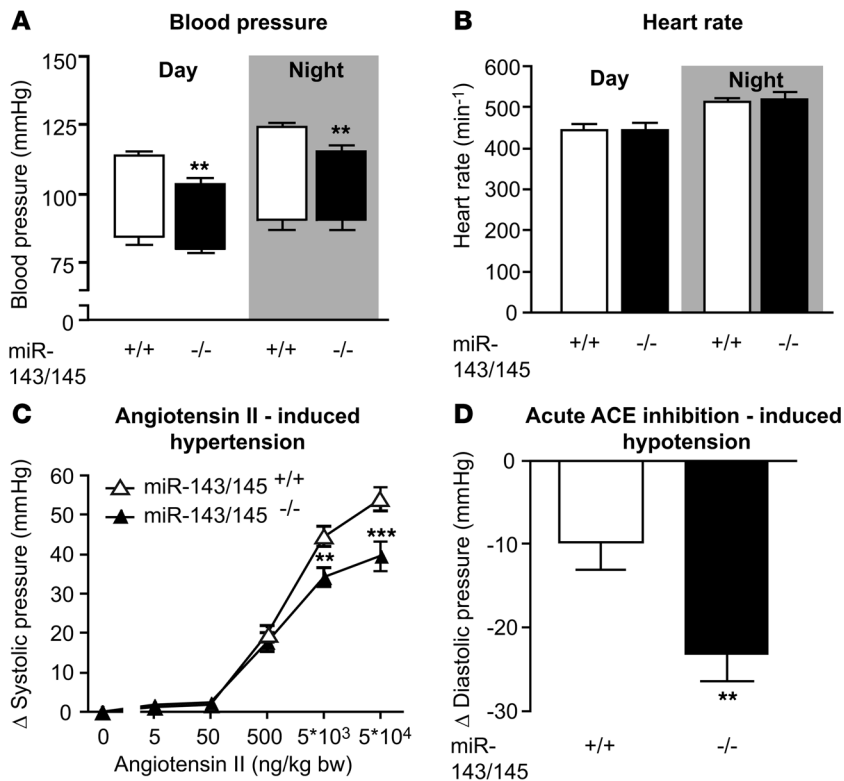 A Blood pressure
Blood pressure (mmHg)
150
125
100
75
0
Day
Night
**
**
miR-
143/145
+/+ -/- +/+ -/-
B Heart rate
Heart rate (min-1)
600
500
400
300
200
100
0
Day
Night
miR-
143/145
+/+ -/- +/+ -/-
C Angiotensin II - induced
hypertension
Δ Systolic pressure (mmHg)
60
50
40
30
20
10
0
miR-143/145 +/+
miR-143/145 -/-
**
***
0 5 50 500 5*103 5*104
Angiotensin II (ng/kg bw)
D Acute ACE inhibition - induced
hypotension
Δ Diastolic pressure (mmHg)
0
-10
-20
-30
**
miR-
143/145
+/+ -/-